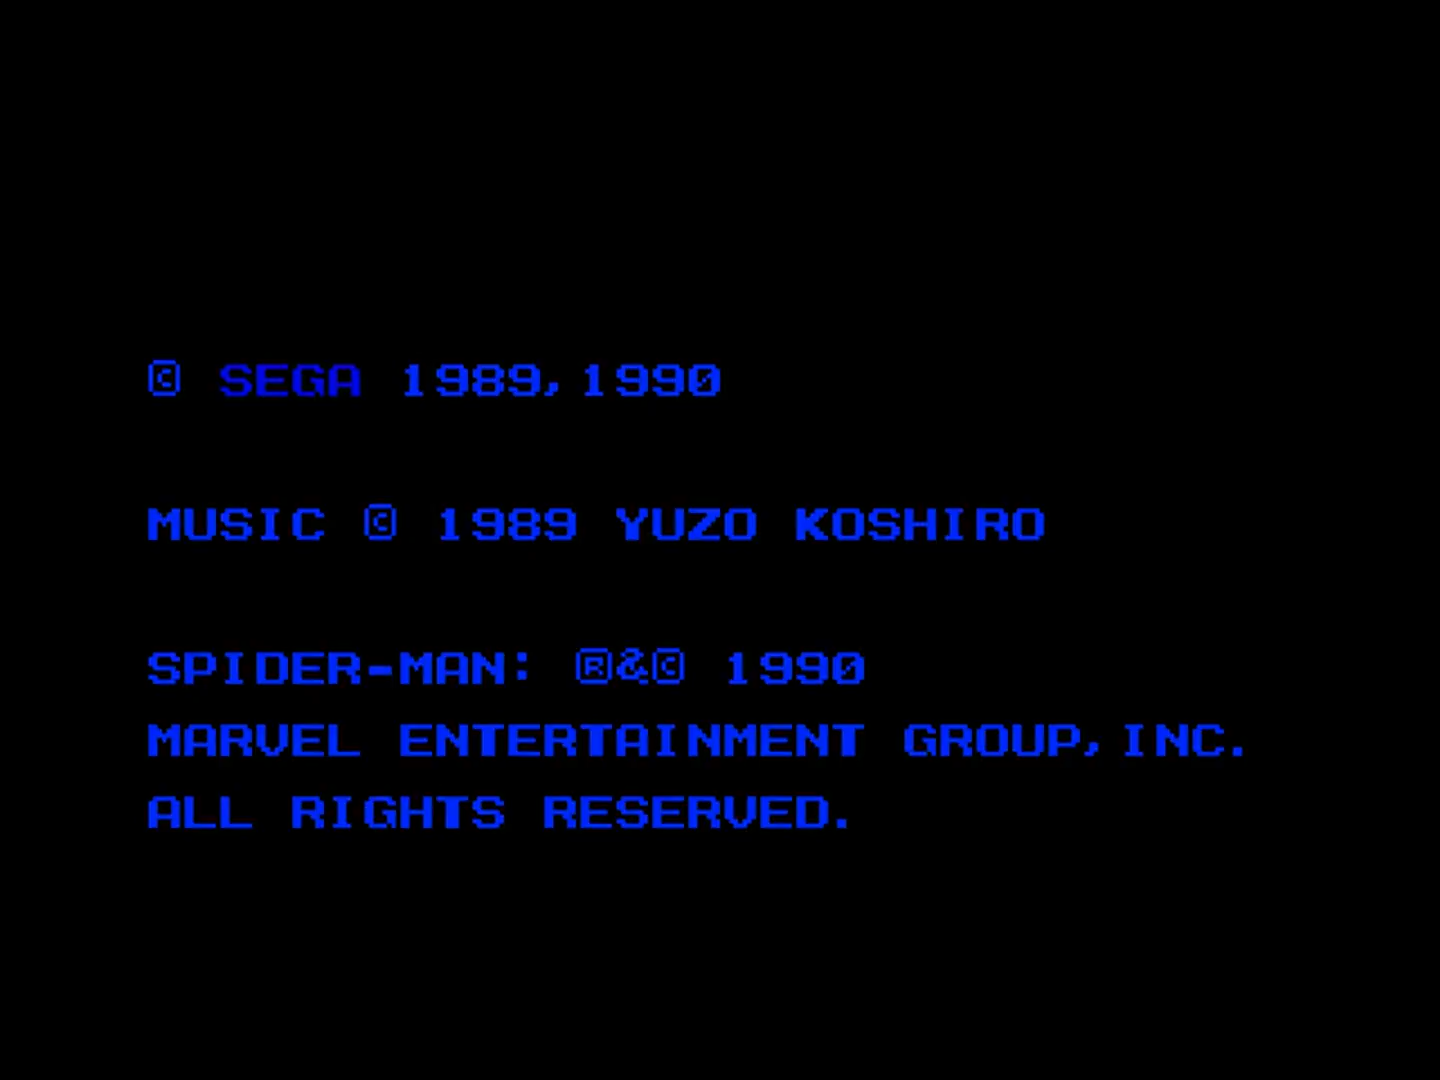 © SEGA 1989,1990
MUSIC © 1989 YUZO KOSHIRO
SPIDER-MAN: ®&© 1990
MARVEL ENTERTAINMENT GROUP,INC.
ALL RIGHTS RESERVED.